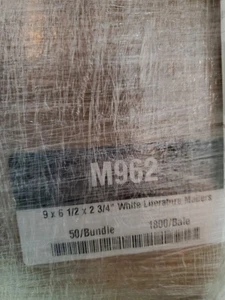 M962
9 x 6 1/2 x 2 3/4" White Literature Mailers
50/Bundle 1800/Bale